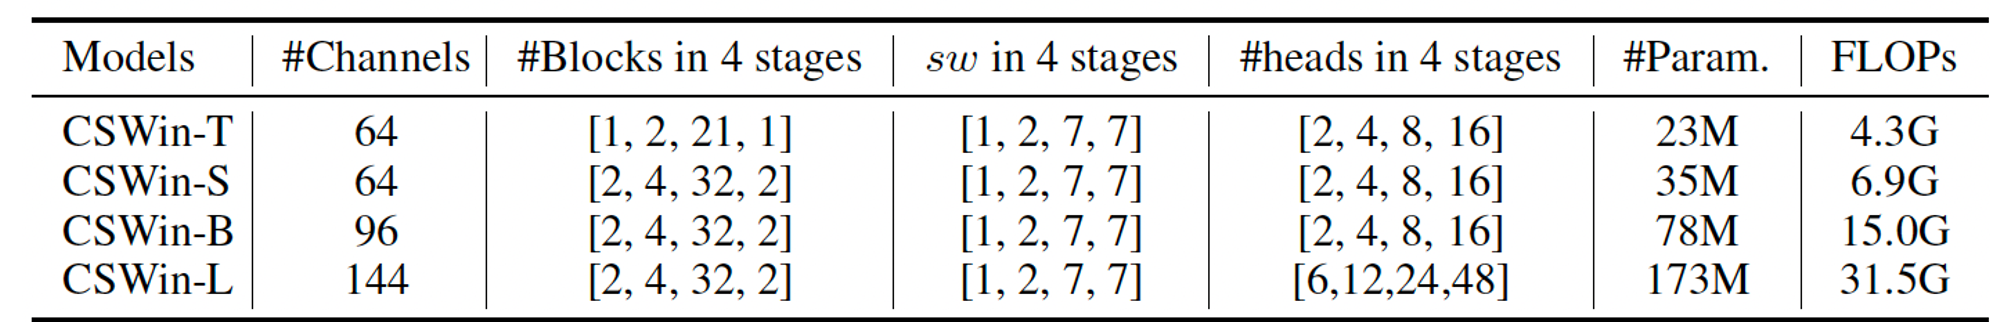 Models #Channels #Blocks in 4 stages sw in 4 stages #heads in 4 stages #Param. FLOPs
CSWin-T 64 [1, 2, 21, 1] [1, 2, 7, 7] [2, 4, 8, 16] 23M 4.3G
CSWin-S 64 [2, 4, 32, 2] [1, 2, 7, 7] [2, 4, 8, 16] 35M 6.9G
CSWin-B 96 [2, 4, 32, 2] [1, 2, 7, 7] [2, 4, 8, 16] 78M 15.0G
CSWin-L 144 [2, 4, 32, 2] [1, 2, 7, 7] [6,12,24,48] 173M 31.5G